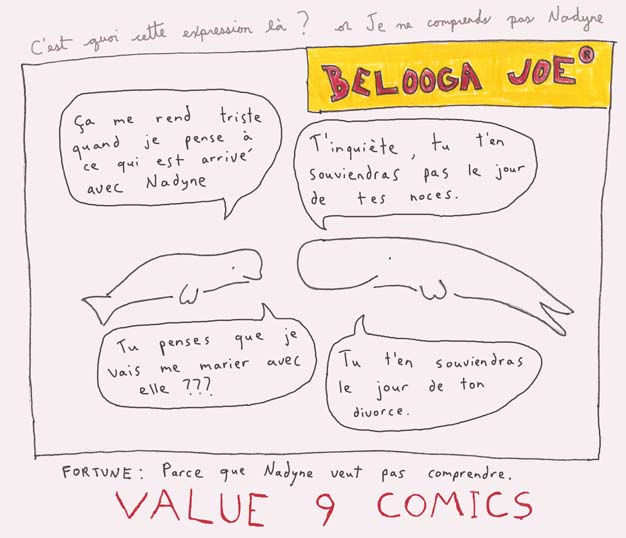 C'est quoi cette expression là ? or Je ne comprends pas Nadyne
BELOOGA JOE®
Ça me rend triste
quand je pense à
ce qui est arrivé
avec Nadyne
T'inquiète, tu t'en
souviendras pas le jour
de tes noces.
Tu penses que je
vais me marier avec
elle ???
Tu t'en souviendras
le jour de ton
divorce.
FORTUNE: Parce que Nadyne veut pas comprendre.
VALUE 9 COMICS